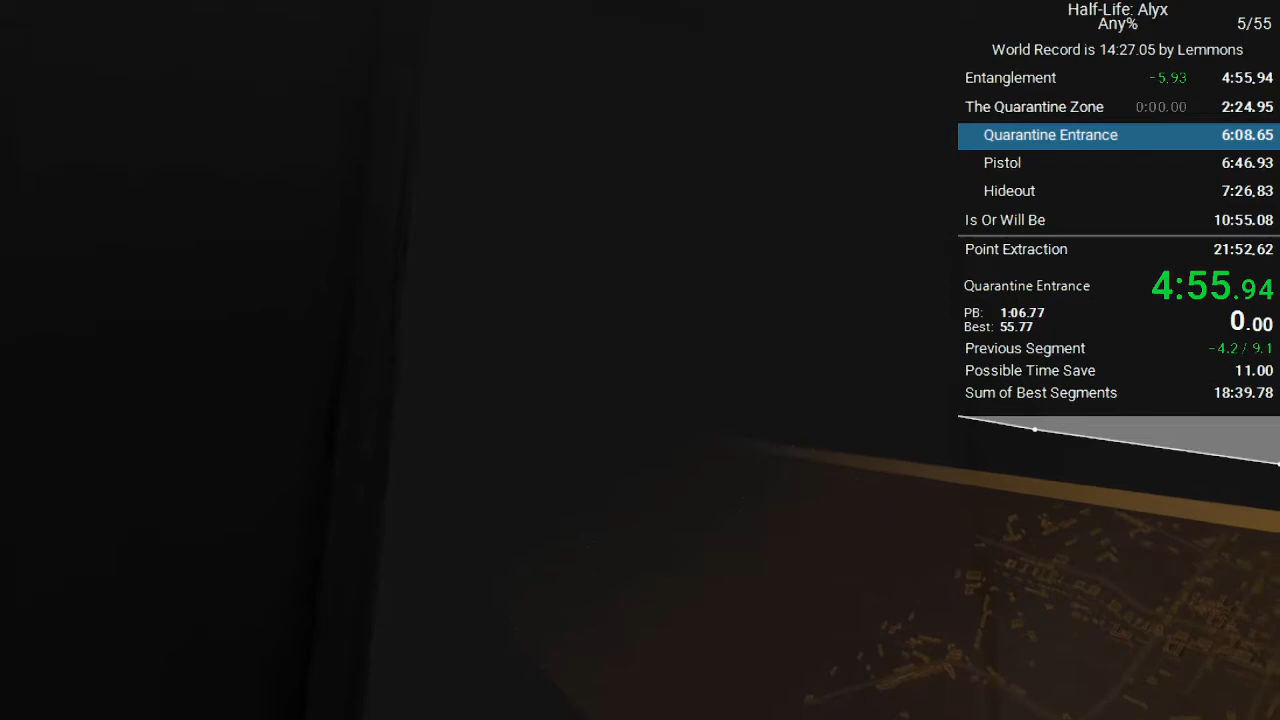 Half-Life: Alyx
Any% 5/55
World Record is 14:27.05 by Lemmons
Entanglement -5.93 4:55.94
The Quarantine Zone 0:00.00 2:24.95
Quarantine Entrance 6:08.65
Pistol 6:46.93
Hideout 7:26.83
Is Or Will Be 10:55.08
Point Extraction 21:52.62
Quarantine Entrance 4:55.94
PB: 1:06.77
Best: 55.77 0.00
Previous Segment -4.2 / 9.1
Possible Time Save 11.00
Sum of Best Segments 18:39.78